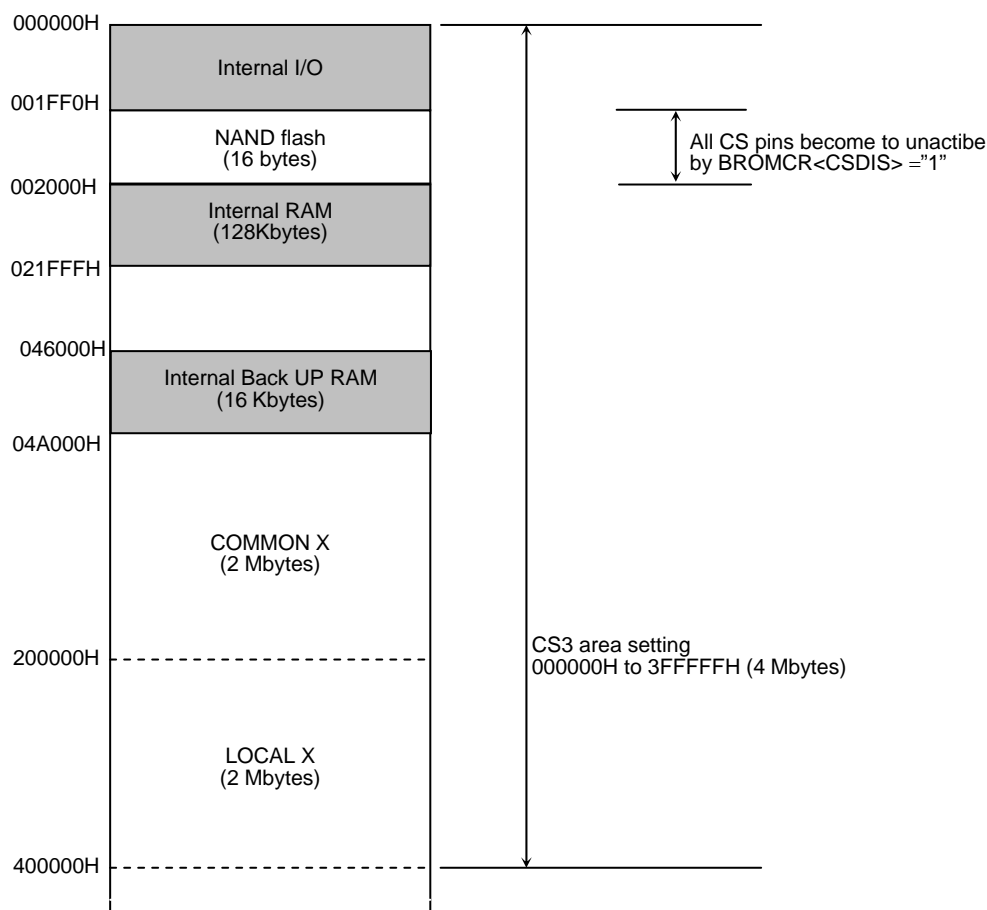 000000H
Internal I/O
001FF0H
NAND flash
(16 bytes)
All CS pins become to unactibe
by BROMCR<CSDIS> =”1”
002000H
Internal RAM
(128Kbytes)
021FFFH
046000H
Internal Back UP RAM
(16 Kbytes)
04A000H
COMMON X
(2 Mbytes)
CS3 area setting
000000H to 3FFFFFH (4 Mbytes)
200000H
LOCAL X
(2 Mbytes)
400000H